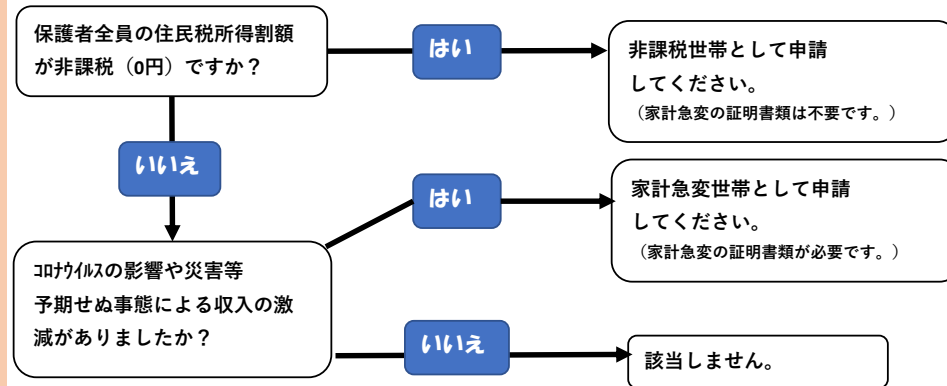 保護者全員の住民税所得割額
が非課税（0円）ですか？
はい
非課税世帯として申請
してください。
（家計急変の証明書類は不要です。）
いいえ
はい
家計急変世帯として申請
してください。
（家計急変の証明書類が必要です。）
ｺﾛﾅｳｲﾙｽの影響や災害等
予期せぬ事態による収入の激
減がありましたか？
いいえ
該当しません。